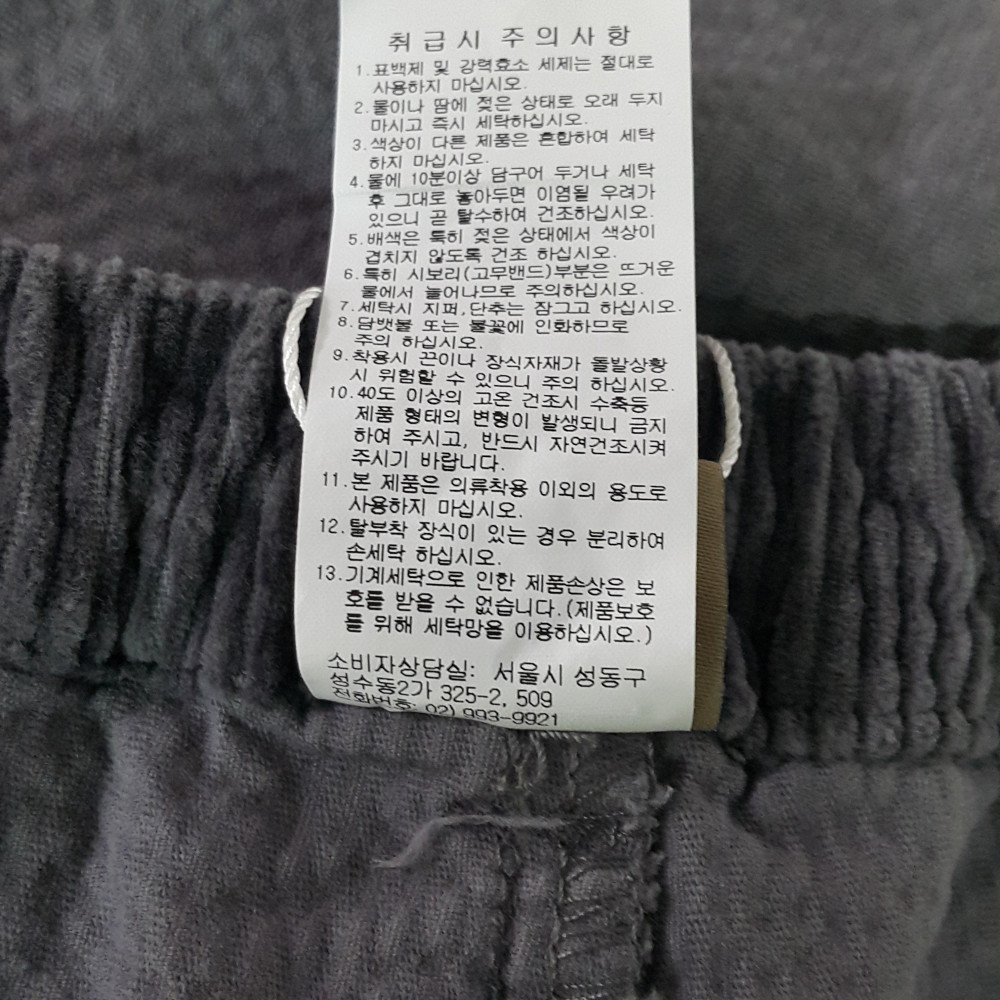 취급시 주의사항
1.표백제 및 강력효소 세제는 절대로
사용하지 마십시오.
2.물이나 땀에 젖은 상태로 오래 두지
마시고 즉시 세탁하십시오.
3.색상이 다른 제품은 혼합하여 세탁
하지 마십시오.
4.물에 10분이상 담구어 두거나 세탁
후 그대로 놓아두면 이염될 우려가
있으니 곧 탈수하여 건조하십시오.
5.배색은 특히 젖은 상태에서 색상이
겹치지 않도록 건조 하십시오.
6.특히 시보리(고무밴드)부분은 뜨거운
물에서 늘어나므로 주의하십시오.
7.세탁시 지퍼,단추는 잠그고 하십시오.
8.담뱃불 또는 불꽃에 인화하므로
주의 하십시오.
9.착용시 끈이나 장식자재가 돌발상황
시 위험할 수 있으니 주의 하십시오.
10.40도 이상의 고온 건조시 수축등
제품 형태의 변형이 발생되니 금지
하여 주시고, 반드시 자연건조시켜
주시기 바랍니다.
11.본 제품은 의류착용 이외의 용도로
사용하지 마십시오.
12.탈부착 장식이 있는 경우 분리하여
손세탁 하십시오.
13.기계세탁으로 인한 제품손상은 보
호를 받을 수 없습니다.(제품보호
를 위해 세탁망을 이용하십시오.)
소비자상담실: 서울시 성동구
성수동2가 325-2, 509
전화번호: 02) 993-9921